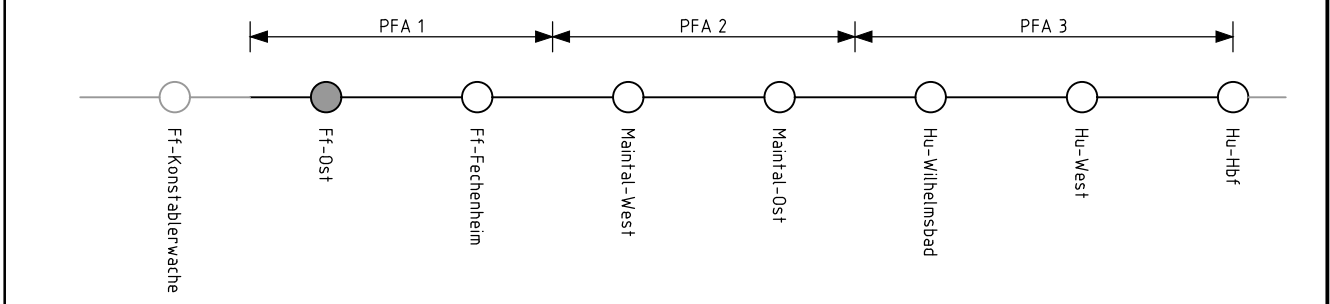 PFA 1
PFA 2
PFA 3
Ff-Konstablerwache
Ff-Ost
Ff-Fechenheim
Maintal-West
Maintal-Ost
Hu-Wilhelmsbad
Hu-West
Hu-Hbf